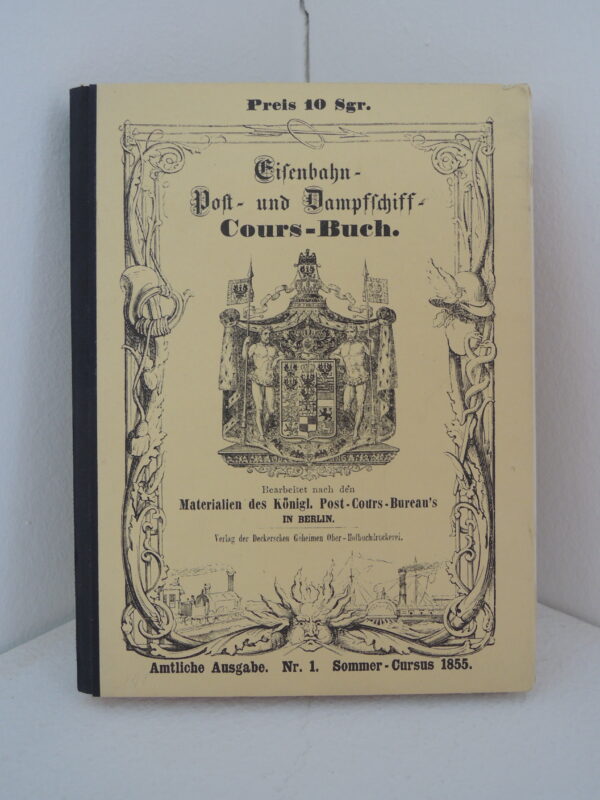 Preis 10 Sgr.
Eisenbahn-
Post- und Dampfschiff-
Cours-Buch.
Bearbeitet nach den
Materialien des Königl. Post-Cours-Bureau's
IN BERLIN.
Verlag der Deckerschen Geheimen Ober-Hofbuchdruckerei.
Amtliche Ausgabe. Nr. 1. Sommer-Cursus 1855.